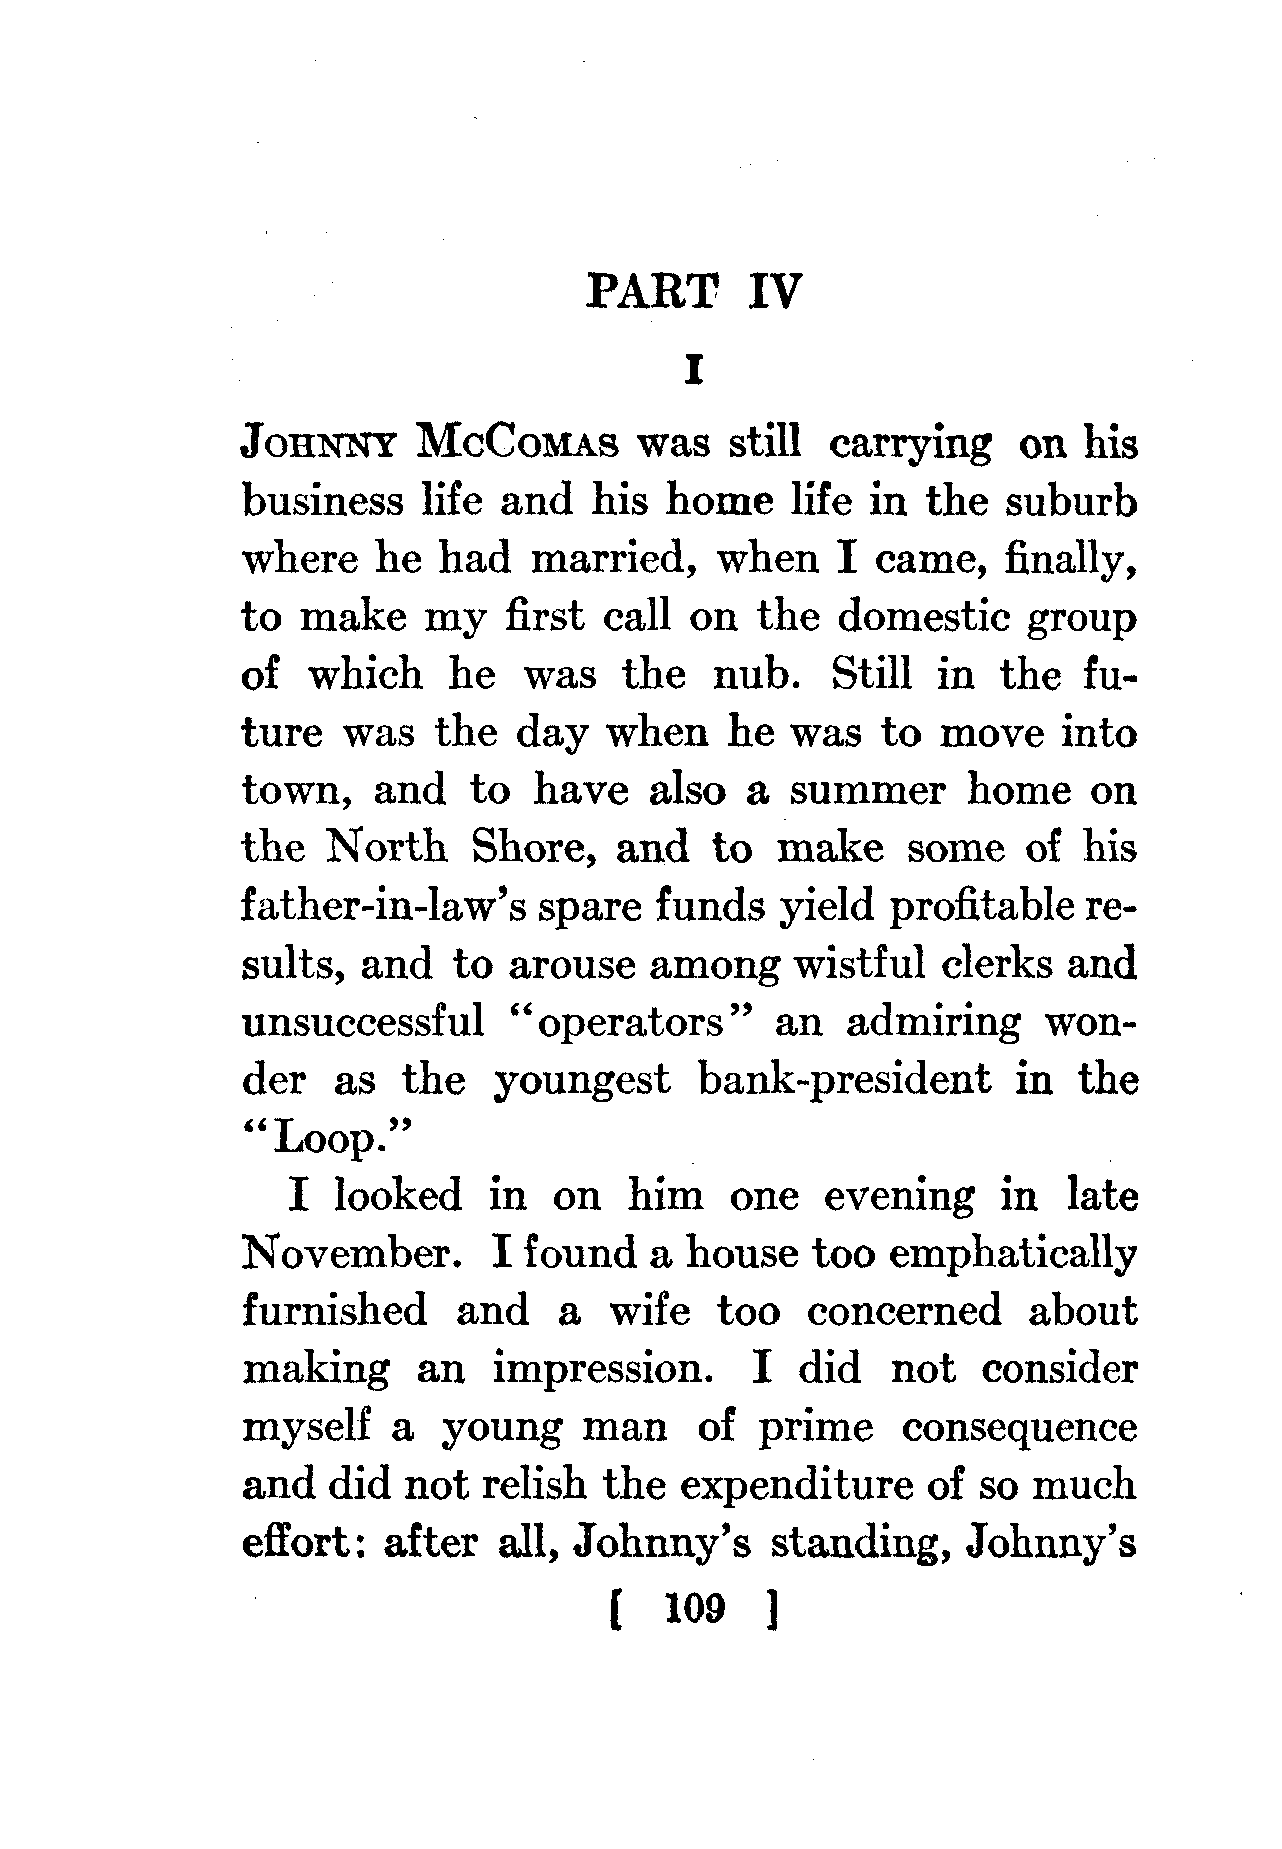 PART IV
I
JOHNNY MCCOMAS was still carrying on his
business life and his home life in the suburb
where he had married, when I came, finally,
to make my first call on the domestic group
of which he was the nub. Still in the fu-
ture was the day when he was to move into
town, and to have also a summer home on
the North Shore, and to make some of his
father-in-law's spare funds yield profitable re-
sults, and to arouse among wistful clerks and
unsuccessful "operators" an admiring won-
der as the youngest bank-president in the
"Loop."
I looked in on him one evening in late
November. I found a house too emphatically
furnished and a wife too concerned about
making an impression. I did not consider
myself a young man of prime consequence
and did not relish the expenditure of so much
effort: after all, Johnny's standing, Johnny's
[ 109 ]